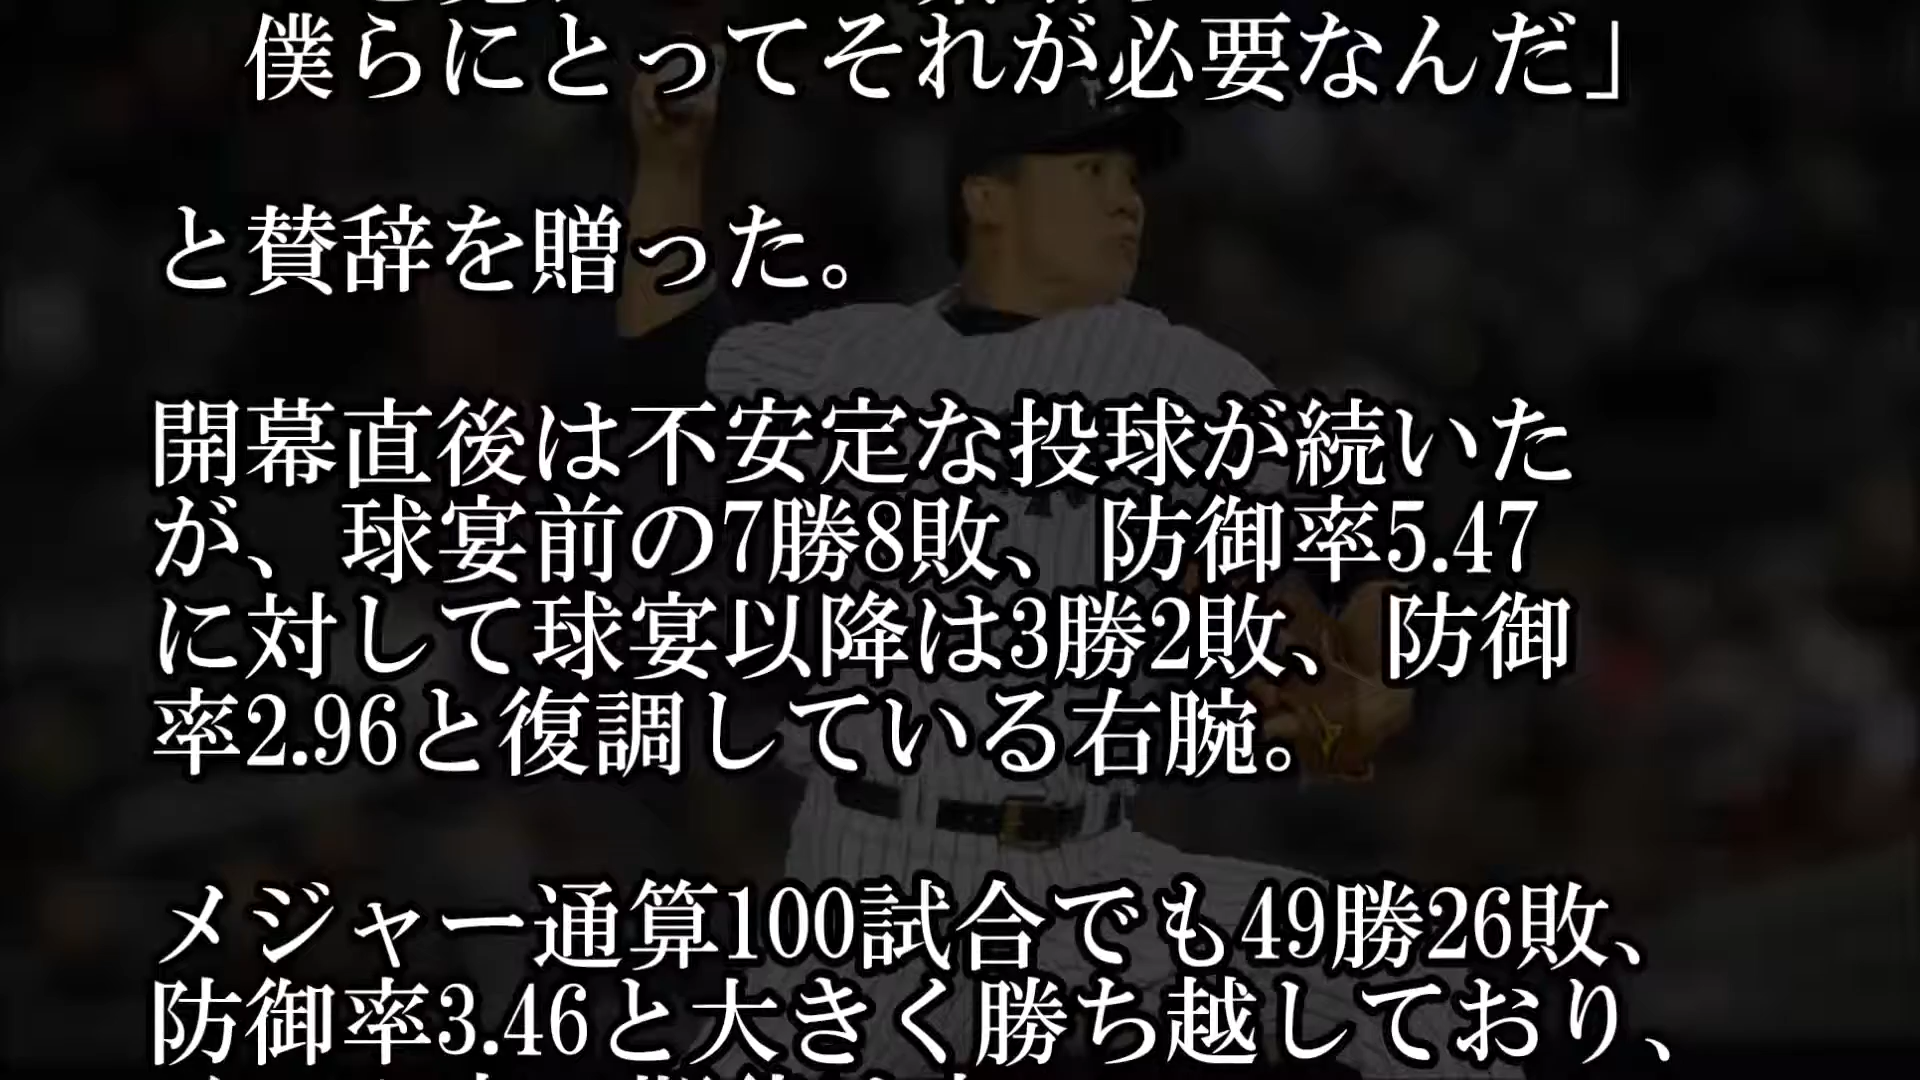 僕らにとってそれが必要なんだ」
と賛辞を贈った。
開幕直後は不安定な投球が続いた
が、球宴前の7勝8敗、防御率5.47
に対して球宴以降は3勝2敗、防御
率2.96と復調している右腕。
メジャー通算100試合でも49勝26敗、
防御率3.46と大きく勝ち越しており、